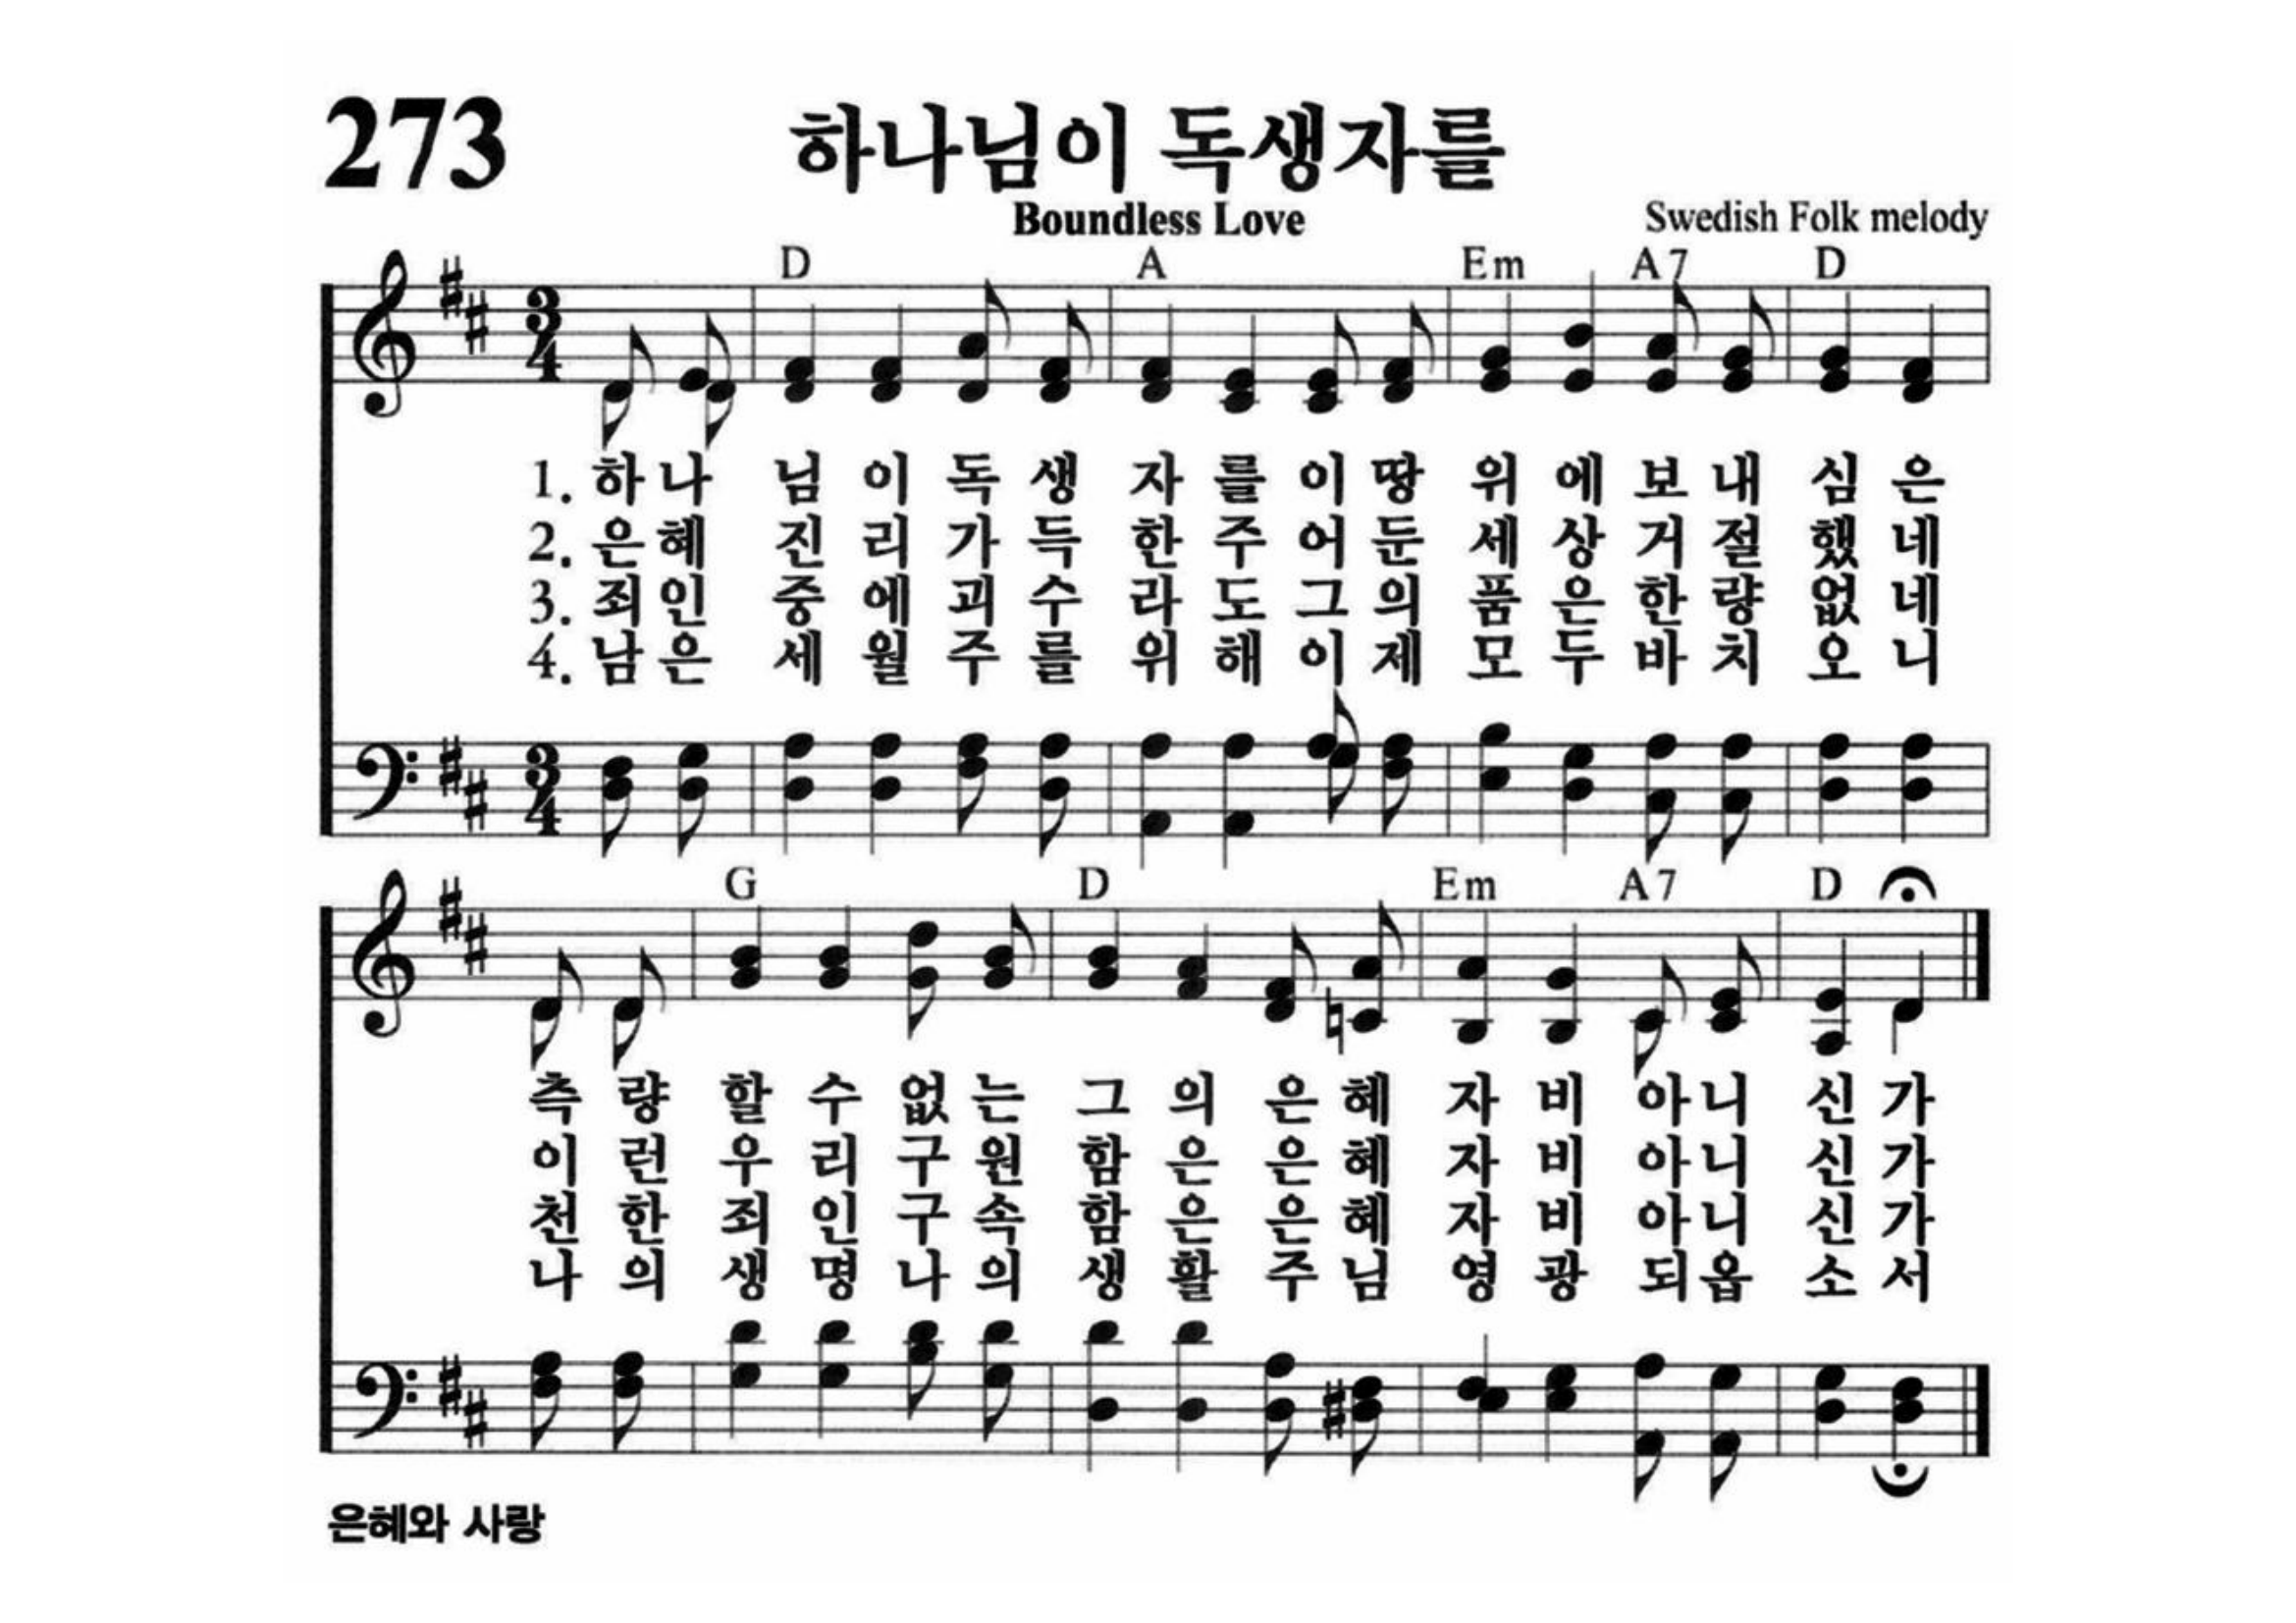 273
하나님이 독생자를
Boundless Love
Swedish Folk melody
D A Em A7 D
3 4
1. 하나 님 이 독 생 자 를 이 땅 위 에 보 내 심 은
2. 은혜 진 리 가 득 한 주 어 둔 세 상 거 절 했 네
3. 죄인 중 에 괴 수 라 도 그 의 품 은 한 량 없 네
4. 남은 세 월 주 를 위 해 이 제 모 두 바 치 오 니
3 4
G D Em A7 D
측 량 할 수 없 는 그 의 은 혜 자 비 아니 신 가
이 런 우 리 구 원 함 은 은 혜 자 비 아니 신 가
천 한 죄 인 구 속 함 은 은 혜 자 비 아니 신 가
나 의 생 명 나 의 생 활 주 님 영 광 되옵 소 서
은혜와 사랑